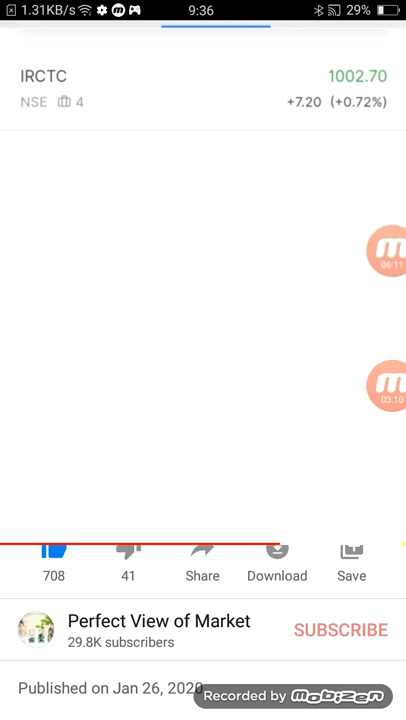 1.31KB/s 9:36 29%
IRCTC 1002.70
NSE 4 +7.20 (+0.72%)
06:11
03:10
708 41 Share Download Save
Perfect View of Market
29.8K subscribers SUBSCRIBE
Published on Jan 26, 2020
Recorded by mobizen